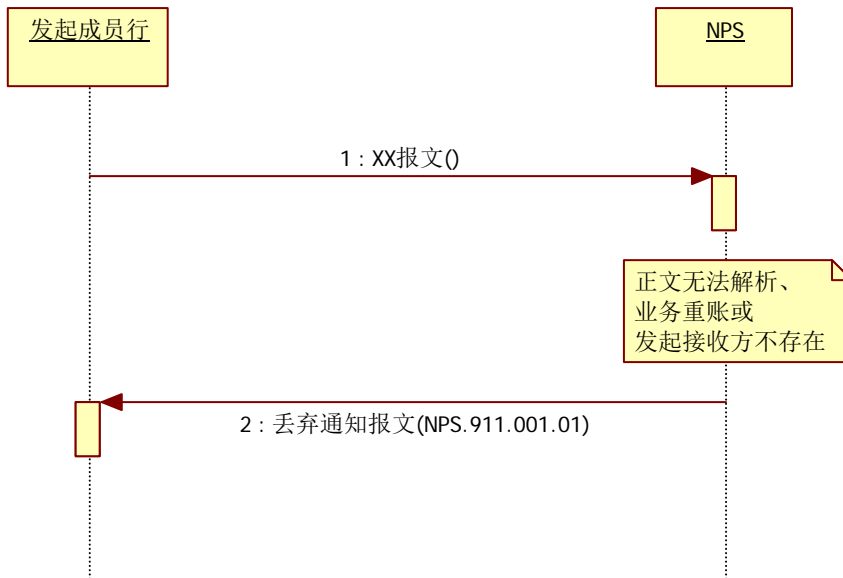 发起成员行
NPS
1 : XX报文()
正文无法解析、
业务重账或
发起接收方不存在
2 : 丢弃通知报文(NPS.911.001.01)